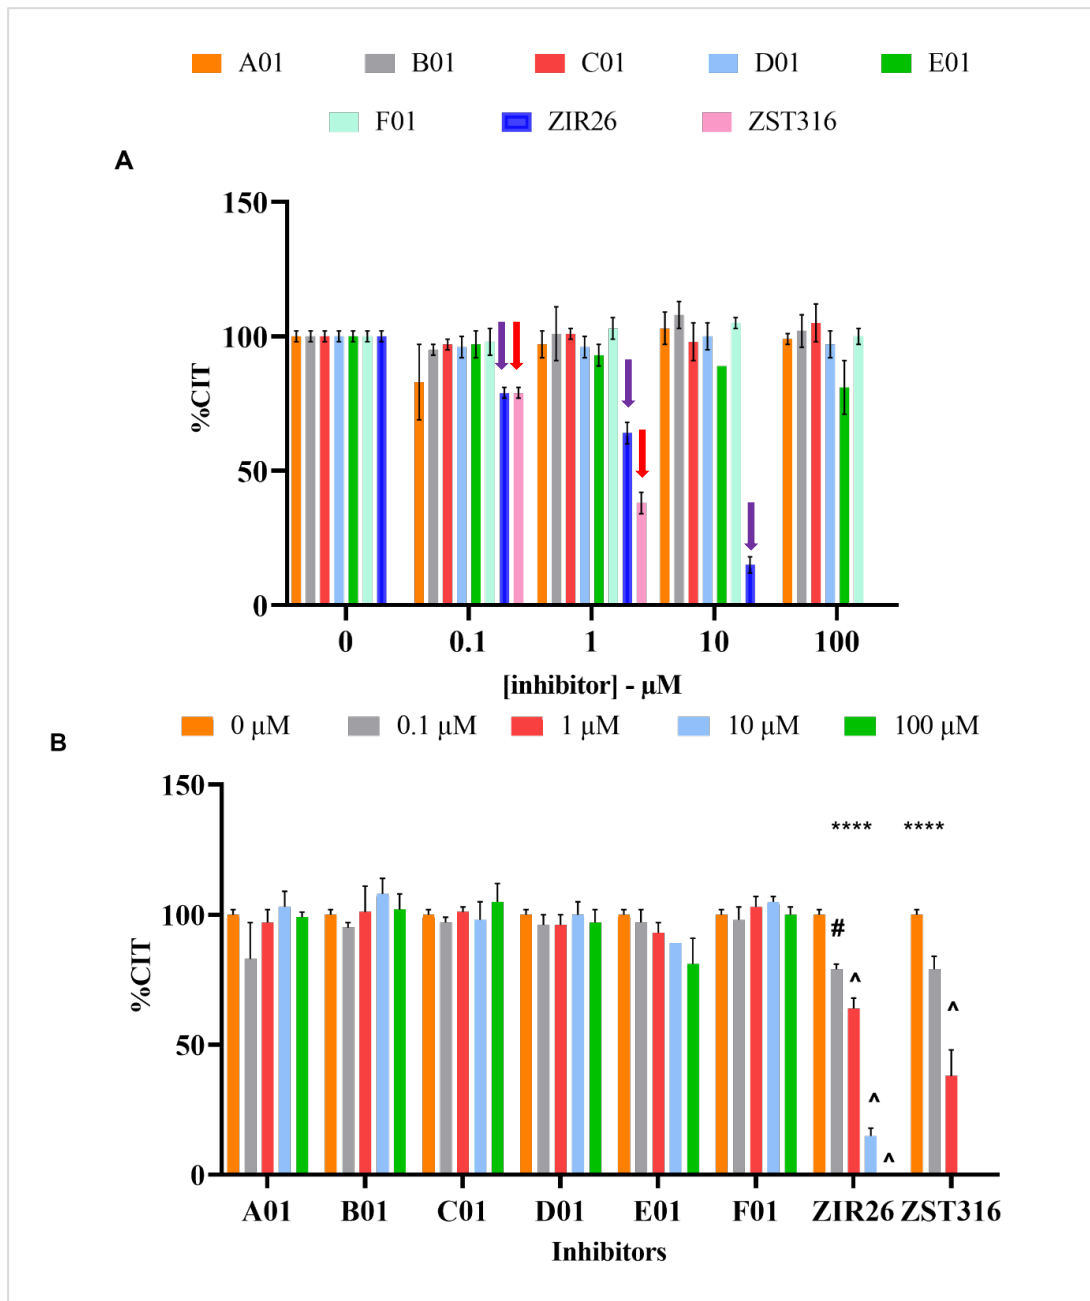 A01 B01 C01 D01 E01
F01 ZIR26 ZST316
A
150
100
50
0
%CIT
0 0.1 1 10 100
[inhibitor] - μM
0 μM 0.1 μM 1 μM 10 μM 100 μM
B
150
**** ****
100
#
^
^
50
^
^
0
%CIT
A01 B01 C01 D01 E01 F01 ZIR26 ZST316
Inhibitors